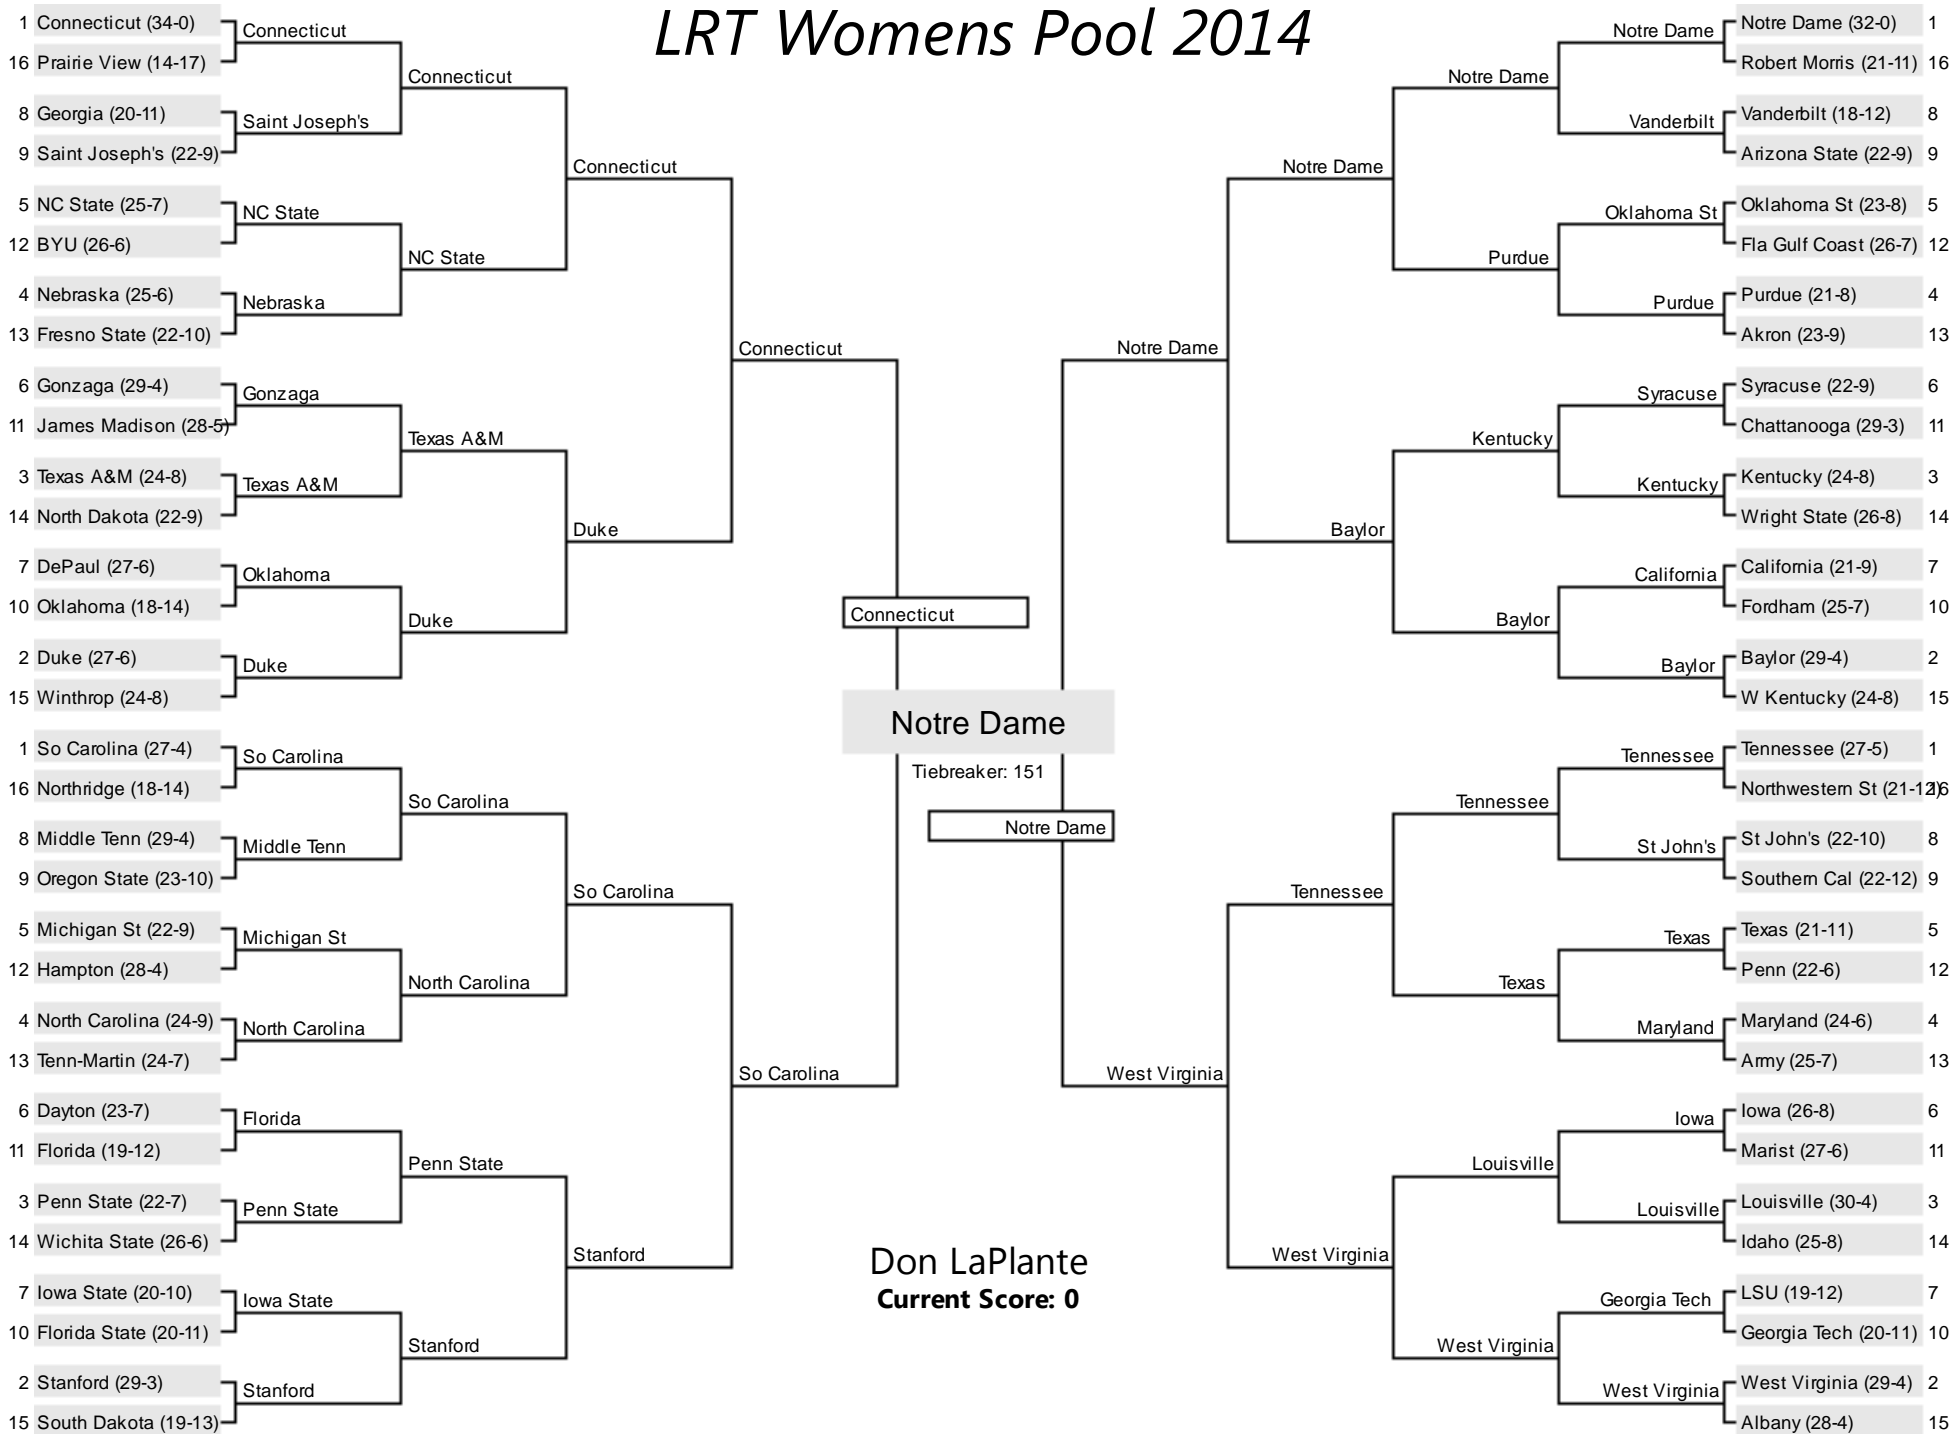 LRT Womens Pool 2014
1 Connecticut (34-0)
16 Prairie View (14-17)
8 Georgia (20-11)
9 Saint Joseph's (22-9)
5 NC State (25-7)
12 BYU (26-6)
4 Nebraska (25-6)
13 Fresno State (22-10)
6 Gonzaga (29-4)
11 James Madison (28-5)
3 Texas A&M (24-8)
14 North Dakota (22-9)
7 DePaul (27-6)
10 Oklahoma (18-14)
2 Duke (27-6)
15 Winthrop (24-8)
1 So Carolina (27-4)
16 Northridge (18-14)
8 Middle Tenn (29-4)
9 Oregon State (23-10)
5 Michigan St (22-9)
12 Hampton (28-4)
4 North Carolina (24-9)
13 Tenn-Martin (24-7)
6 Dayton (23-7)
11 Florida (19-12)
3 Penn State (22-7)
14 Wichita State (26-6)
7 Iowa State (20-10)
10 Florida State (20-11)
2 Stanford (29-3)
15 South Dakota (19-13)
Connecticut
Saint Joseph's
NC State
Nebraska
Gonzaga
Texas A&M
Oklahoma
Duke
So Carolina
Middle Tenn
Michigan St
North Carolina
Florida
Penn State
Iowa State
Stanford
Connecticut
NC State
Texas A&M
Duke
So Carolina
North Carolina
Penn State
Stanford
Connecticut
Duke
So Carolina
Stanford
Connecticut
So Carolina
Connecticut
Notre Dame
Tiebreaker: 151
Notre Dame
Don LaPlante
Current Score: 0
Notre Dame
West Virginia
Notre Dame
Baylor
Tennessee
West Virginia
Notre Dame
Purdue
Kentucky
Baylor
Tennessee
Texas
Louisville
West Virginia
Notre Dame
Vanderbilt
Oklahoma St
Purdue
Syracuse
Kentucky
California
Baylor
Tennessee
St John's
Texas
Maryland
Iowa
Louisville
Georgia Tech
West Virginia
Notre Dame (32-0) 1
Robert Morris (21-11) 16
Vanderbilt (18-12) 8
Arizona State (22-9) 9
Oklahoma St (23-8) 5
Fla Gulf Coast (26-7) 12
Purdue (21-8) 4
Akron (23-9) 13
Syracuse (22-9) 6
Chattanooga (29-3) 11
Kentucky (24-8) 3
Wright State (26-8) 14
California (21-9) 7
Fordham (25-7) 10
Baylor (29-4) 2
W Kentucky (24-8) 15
Tennessee (27-5) 1
Northwestern St (21-12) 16
St John's (22-10) 8
Southern Cal (22-12) 9
Texas (21-11) 5
Penn (22-6) 12
Maryland (24-6) 4
Army (25-7) 13
Iowa (26-8) 6
Marist (27-6) 11
Louisville (30-4) 3
Idaho (25-8) 14
LSU (19-12) 7
Georgia Tech (20-11) 10
West Virginia (29-4) 2
Albany (28-4) 15